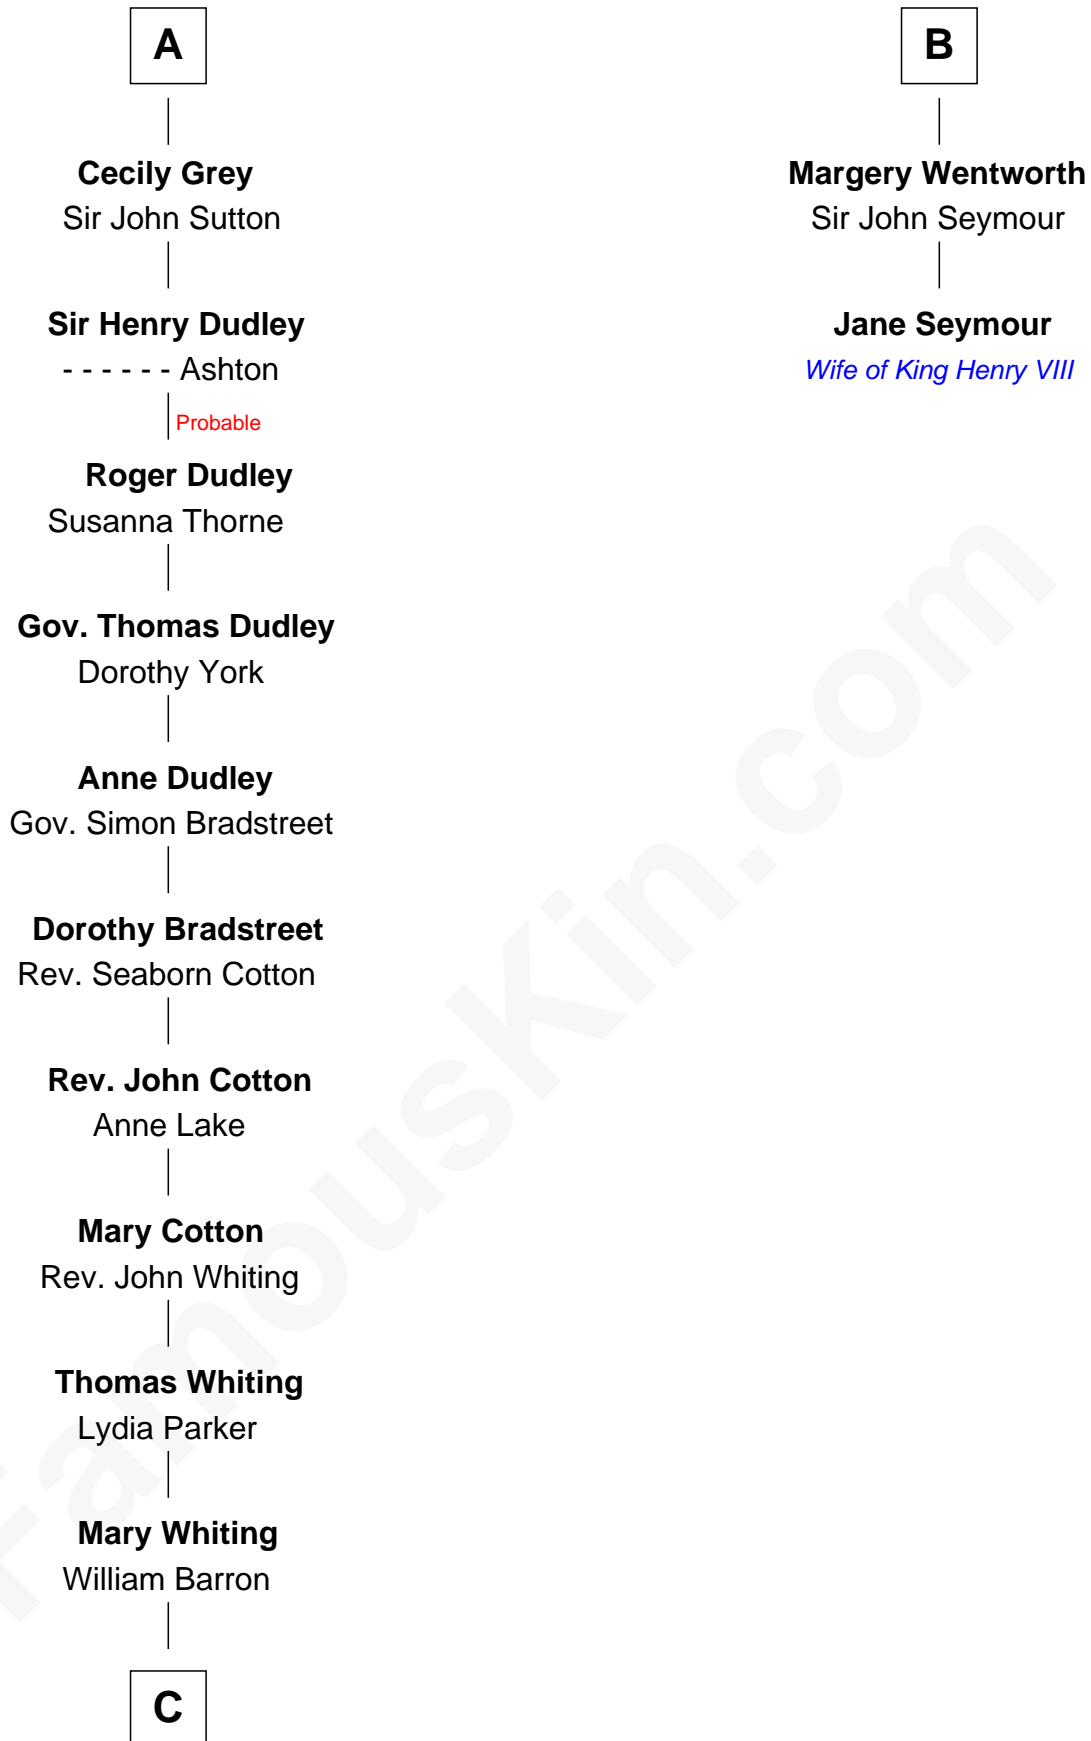 A
Cecily Grey
Sir John Sutton
Sir Henry Dudley
- - - - - - Ashton
Probable
Roger Dudley
Susanna Thorne
Gov. Thomas Dudley
Dorothy York
Anne Dudley
Gov. Simon Bradstreet
Dorothy Bradstreet
Rev. Seaborn Cotton
Rev. John Cotton
Anne Lake
Mary Cotton
Rev. John Whiting
Thomas Whiting
Lydia Parker
Mary Whiting
William Barron
C
B
Margery Wentworth
Sir John Seymour
Jane Seymour
Wife of King Henry VIII
FamousKin.com